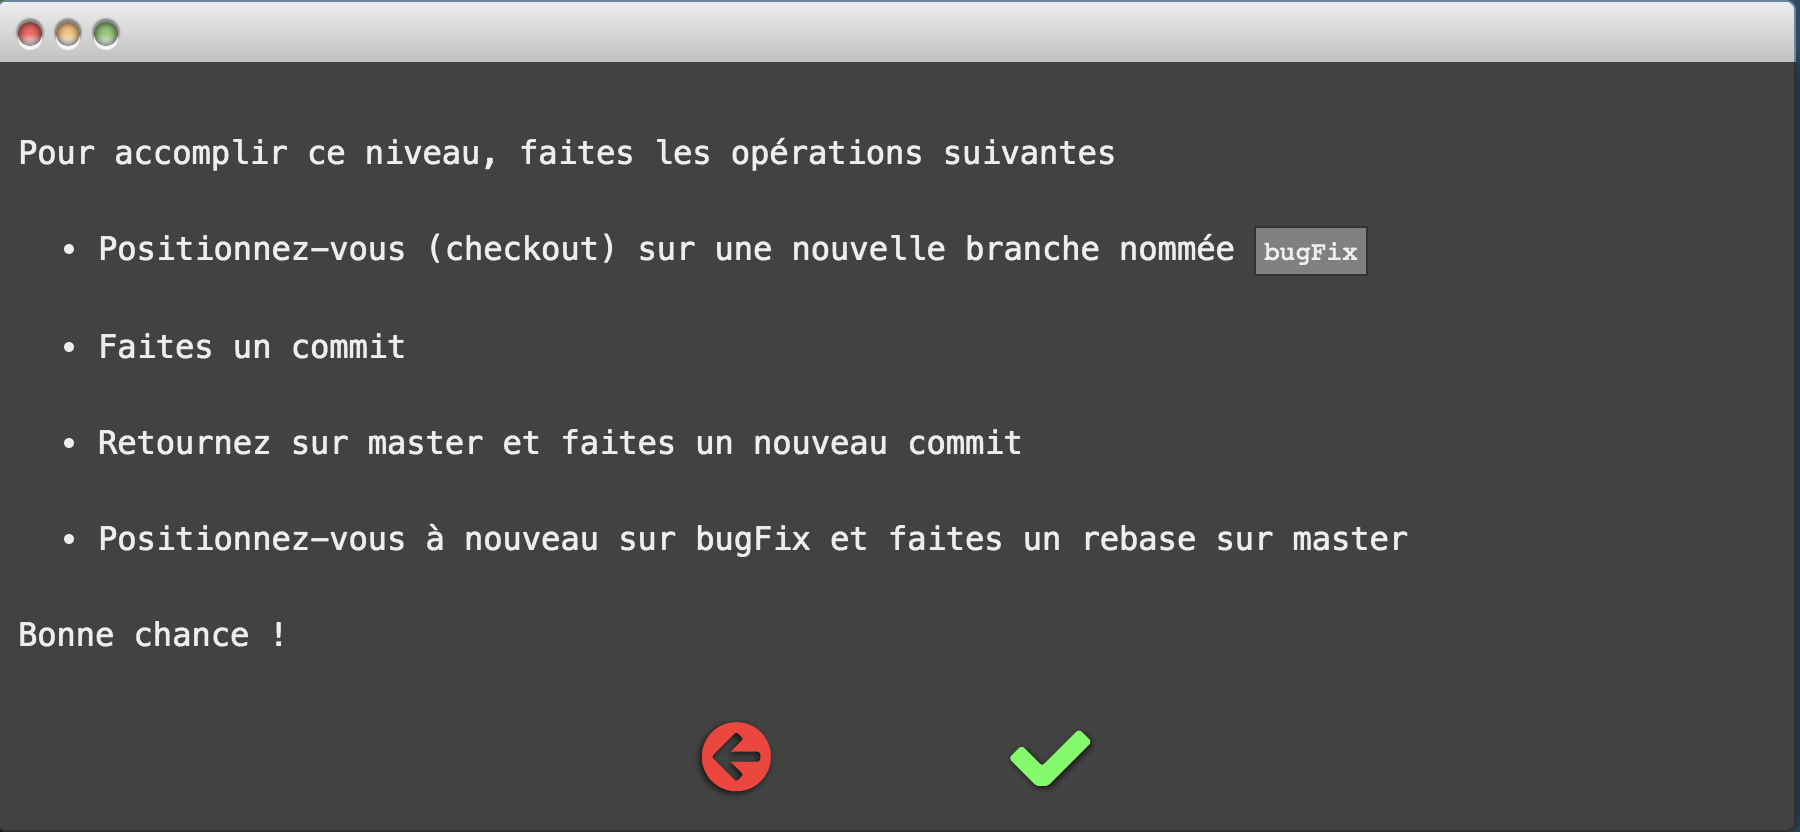 Pour accomplir ce niveau, faites les opérations suivantes
• Positionnez-vous (checkout) sur une nouvelle branche nommée bugFix
• Faites un commit
• Retournez sur master et faites un nouveau commit
• Positionnez-vous à nouveau sur bugFix et faites un rebase sur master
Bonne chance !